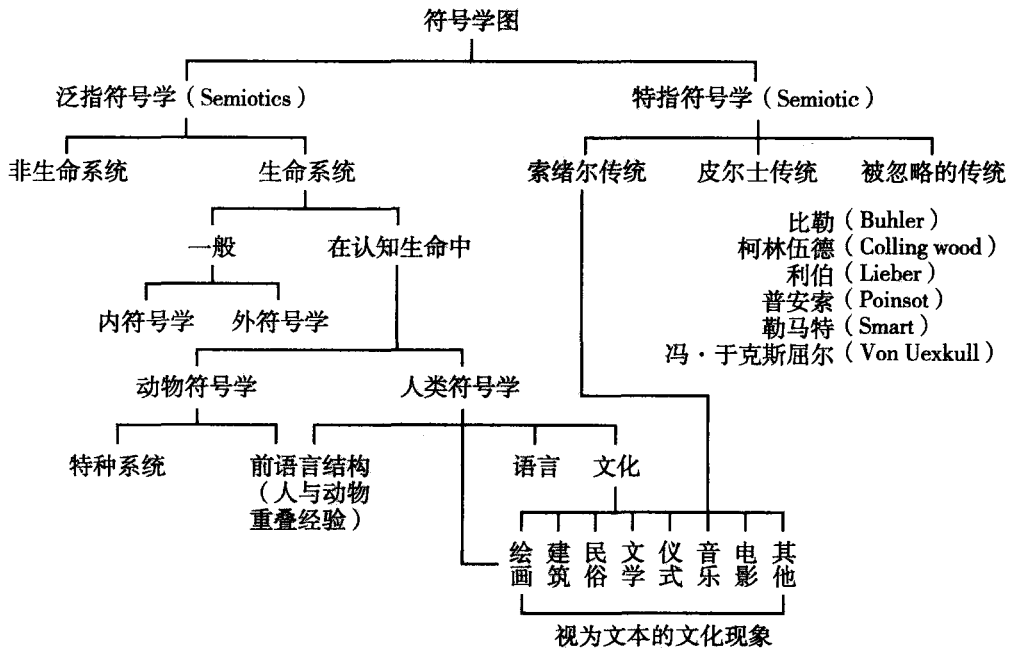 符号学图
泛指符号学（Semiotics）
特指符号学（Semiotic）
非生命系统
生命系统
索绪尔传统
皮尔士传统
被忽略的传统
一般
在认知生命中
比勒（Buhler）
柯林伍德（Colling wood）
利伯（Lieber）
普安索（Poinsot）
勒马特（Smart）
冯·于克斯屈尔（Von Uexkull）
内符号学
外符号学
动物符号学
人类符号学
特种系统
前语言结构
（人与动物
重叠经验）
语言
文化
绘画
建筑
民俗
文学
仪式
音乐
电影
其他
视为文本的文化现象